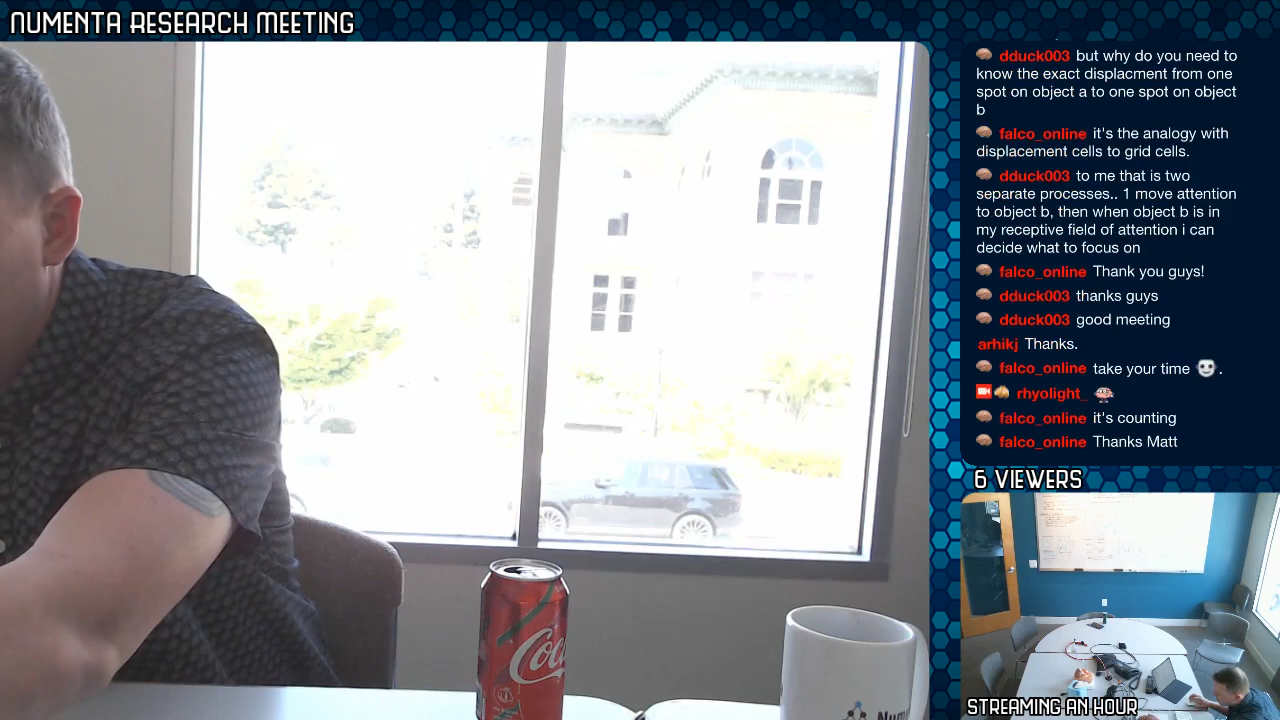 NUMENTA RESEARCH MEETING
dduck003 but why do you need to
know the exact displacment from one
spot on object a to one spot on object
b
falco_online it's the analogy with
displacement cells to grid cells.
dduck003 to me that is two
separate processes.. 1 move attention
to object b, then when object b is in
my receptive field of attention i can
decide what to focus on
falco_online Thank you guys!
dduck003 thanks guys
dduck003 good meeting
arhikj Thanks.
falco_online take your time .
rhyolight_
falco_online it's counting
falco_online Thanks Matt
6 VIEWERS
STREAMING AN HOUR